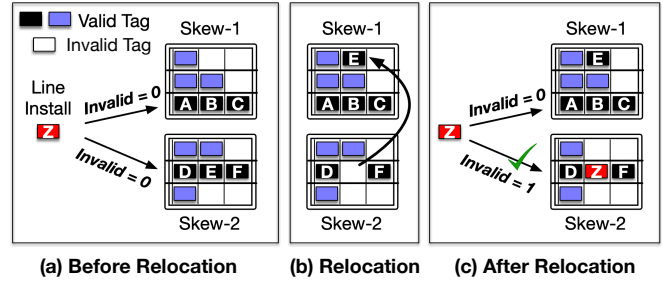 Valid Tag
Invalid Tag
Line
Install
Z
Invalid = 0
Invalid = 0
Skew-1
A B C
D E F
Skew-2
(a) Before Relocation
Skew-1
E
A B C
D F
Skew-2
(b) Relocation
Z
Invalid = 0
Invalid = 1
Skew-1
E
A B C
D Z F
Skew-2
(c) After Relocation